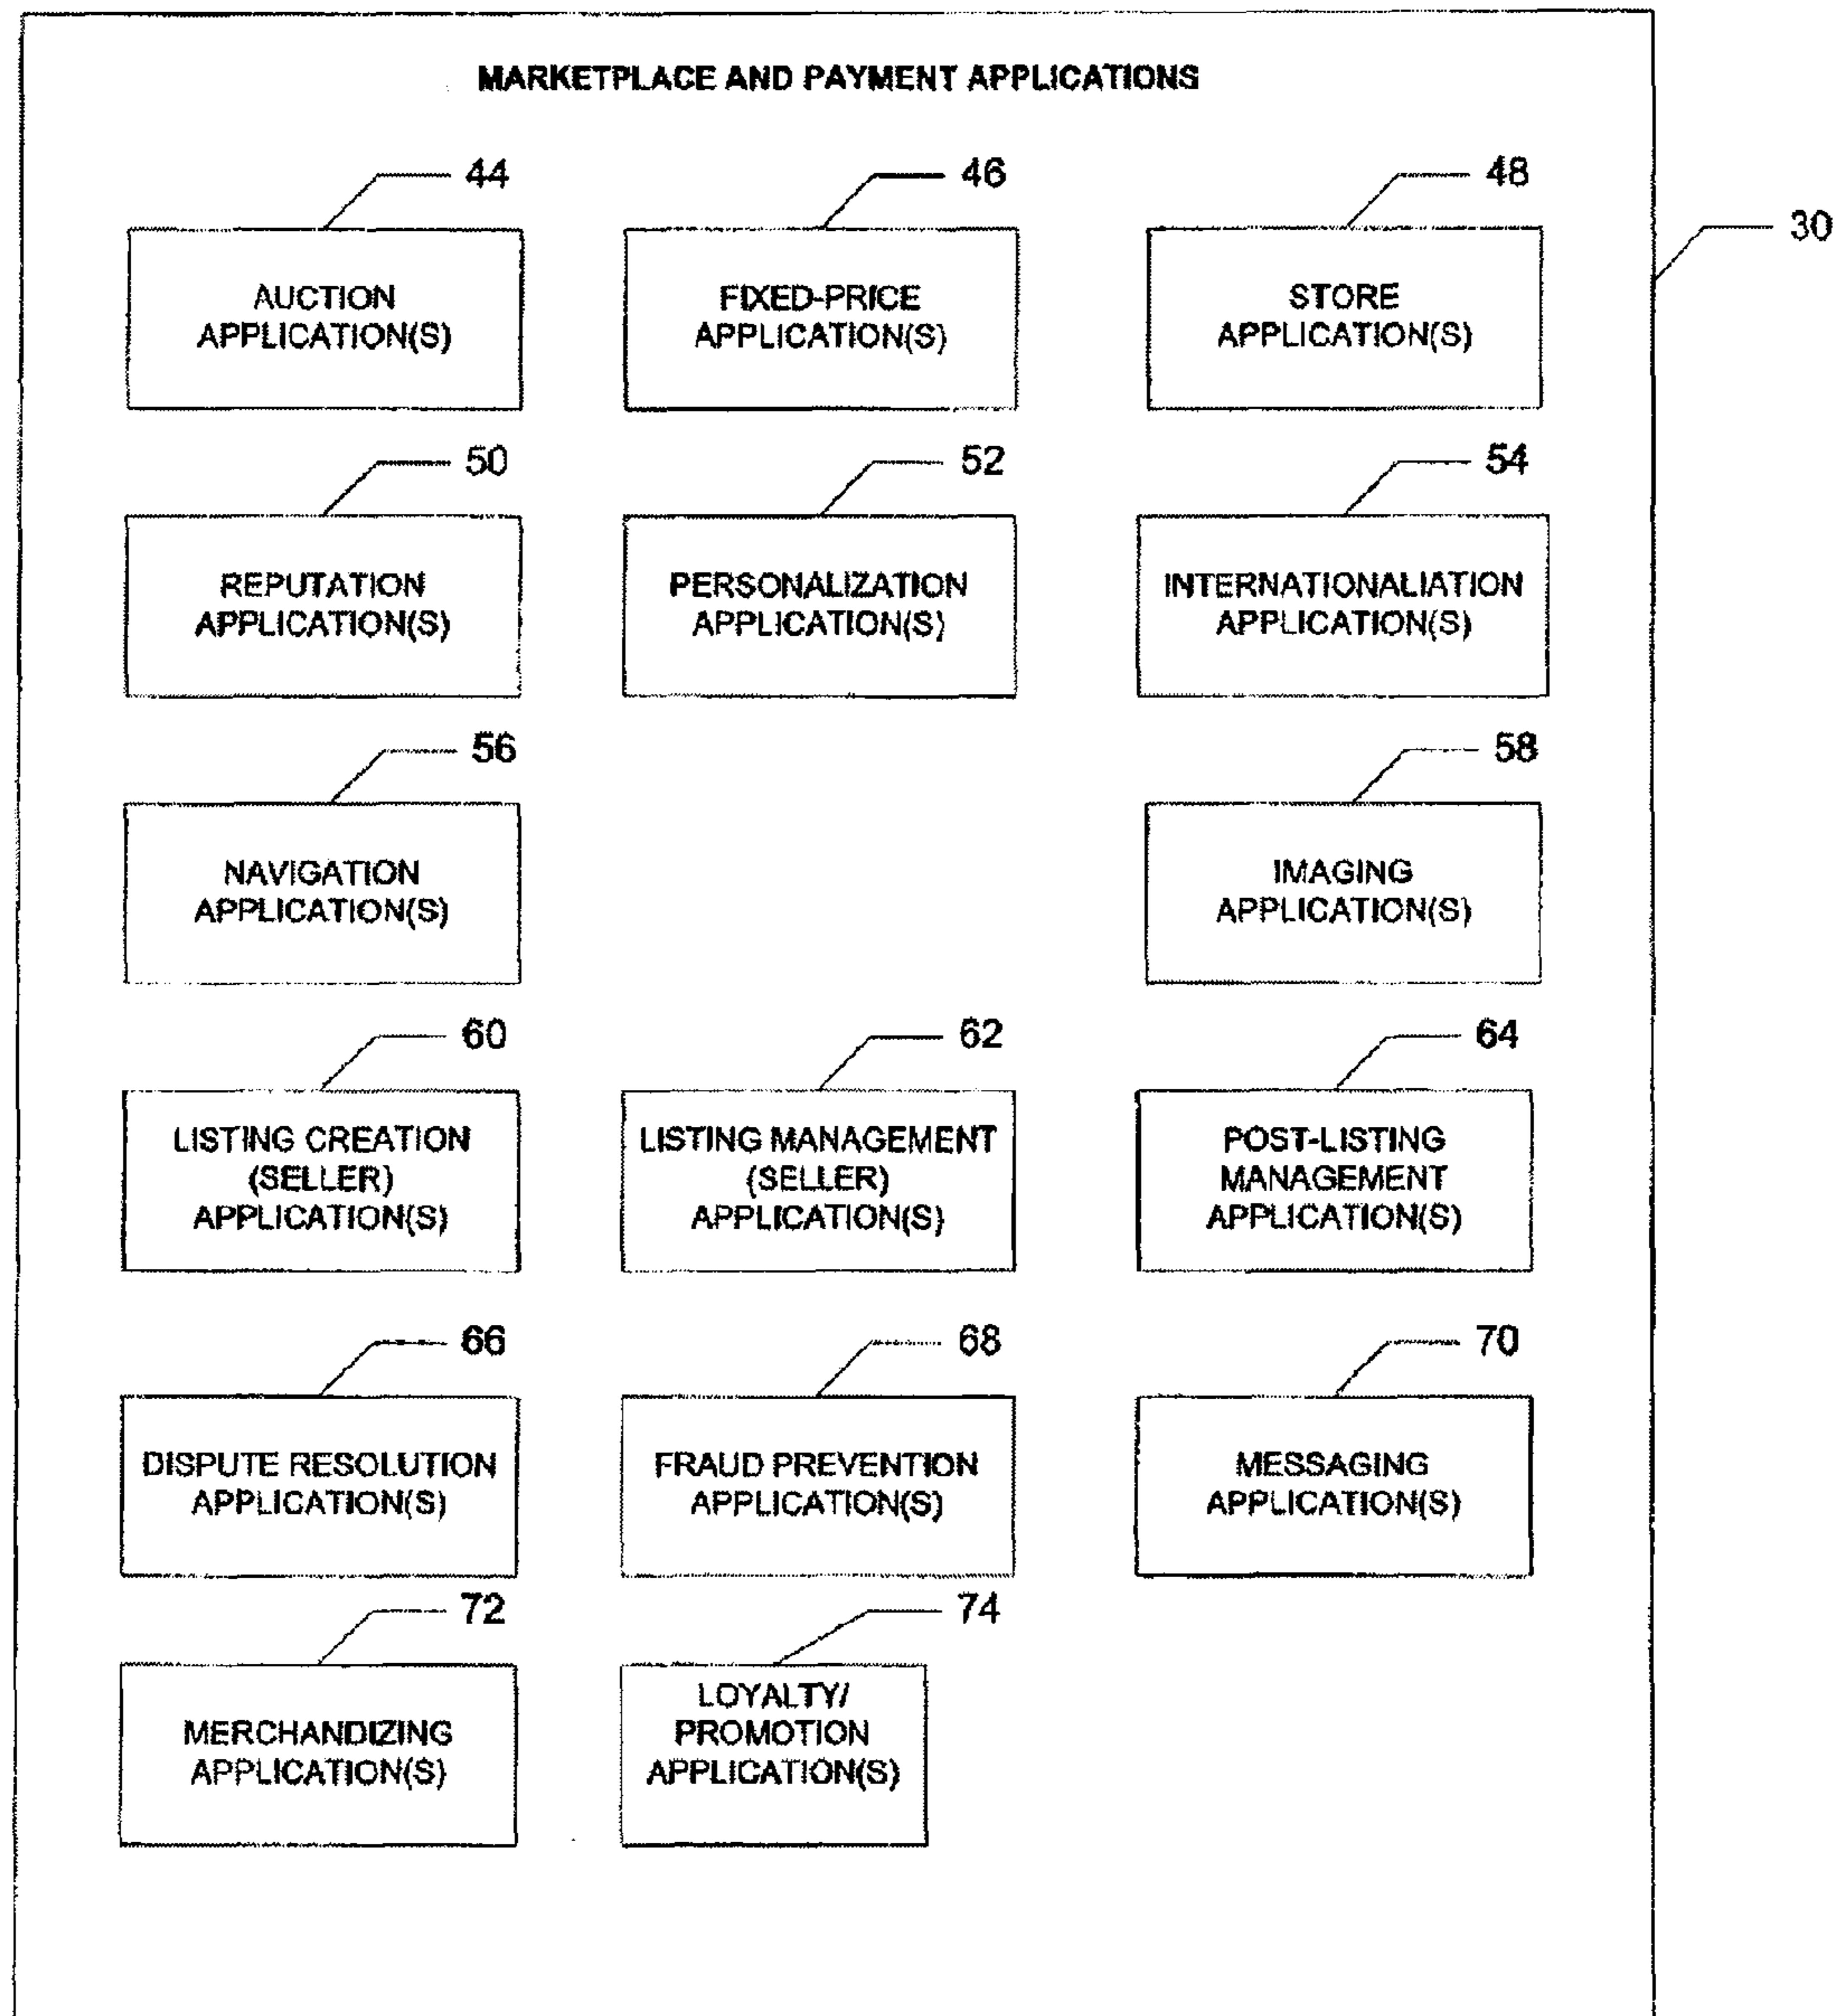 MARKETPLACE AND PAYMENT APPLICATIONS
44
46
48
30
AUCTION
APPLICATION(S)
FIXED-PRICE
APPLICATION(S)
STORE
APPLICATION(S)
50
52
54
REPUTATION
APPLICATION(S)
PERSONALIZATION
APPLICATION(S)
INTERNATIONALIATION
APPLICATION(S)
56
58
NAVIGATION
APPLICATION(S)
IMAGING
APPLICATION(S)
60
62
64
LISTING CREATION
(SELLER)
APPLICATION(S)
LISTING MANAGEMENT
(SELLER)
APPLICATION(S)
POST-LISTING
MANAGEMENT
APPLICATION(S)
66
68
70
DISPUTE RESOLUTION
APPLICATION(S)
FRAUD PREVENTION
APPLICATION(S)
MESSAGING
APPLICATION(S)
72
74
MERCHANDIZING
APPLICATION(S)
LOYALTY/
PROMOTION
APPLICATION(S)